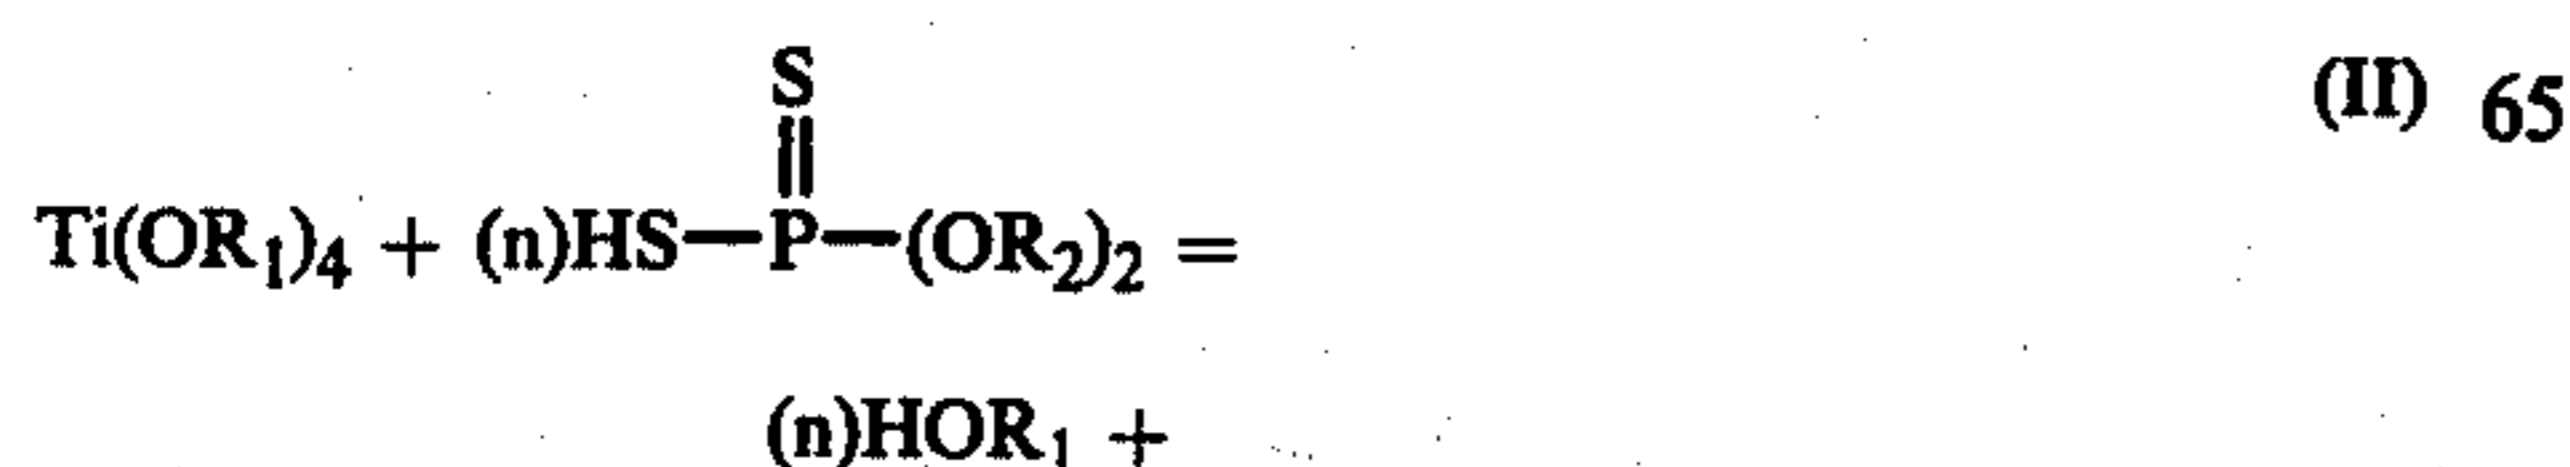 S
(II) 65
Ti(OR₁)₄ + (n)HS—P—(OR₂)₂ =
(n)HOR₁ +